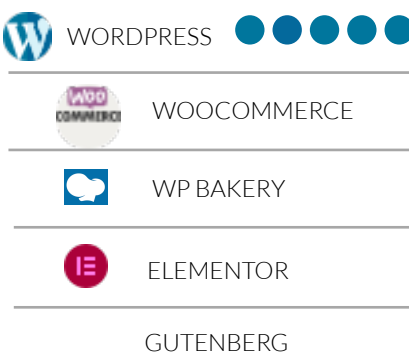 WORDPRESS
WOO
COMMERCE
WOOCOMMERCE
WP BAKERY
ELEMENTOR
GUTENBERG